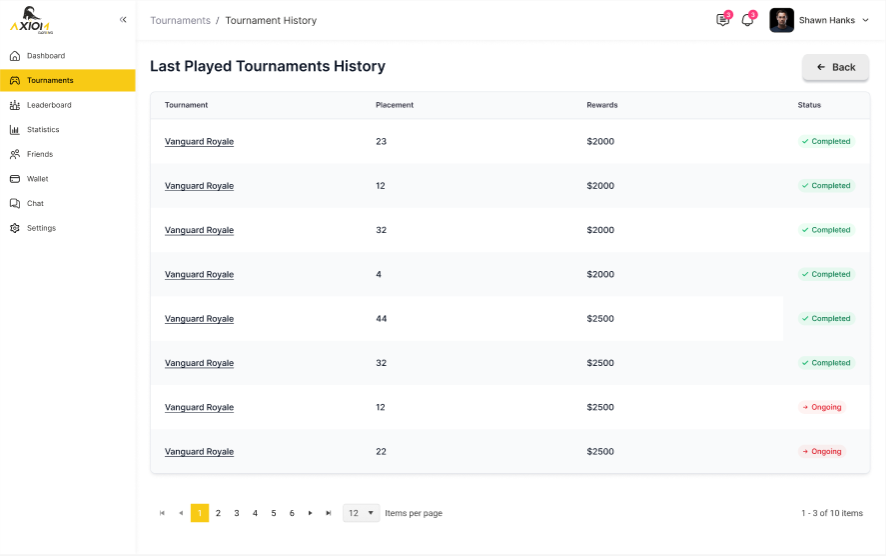 AXIOM
GAMING
Tournaments / Tournament History
3
3
Shawn Hanks
Dashboard
Tournaments
Leaderboard
Statistics
Friends
Wallet
Chat
Settings
Last Played Tournaments History
Back
Tournament Placement Rewards Status
Vanguard Royale 23 $2000 Completed
Vanguard Royale 12 $2000 Completed
Vanguard Royale 32 $2000 Completed
Vanguard Royale 4 $2000 Completed
Vanguard Royale 44 $2500 Completed
Vanguard Royale 32 $2500 Completed
Vanguard Royale 12 $2500 Ongoing
Vanguard Royale 22 $2500 Ongoing
1 2 3 4 5 6 12 Items per page 1 - 3 of 10 items